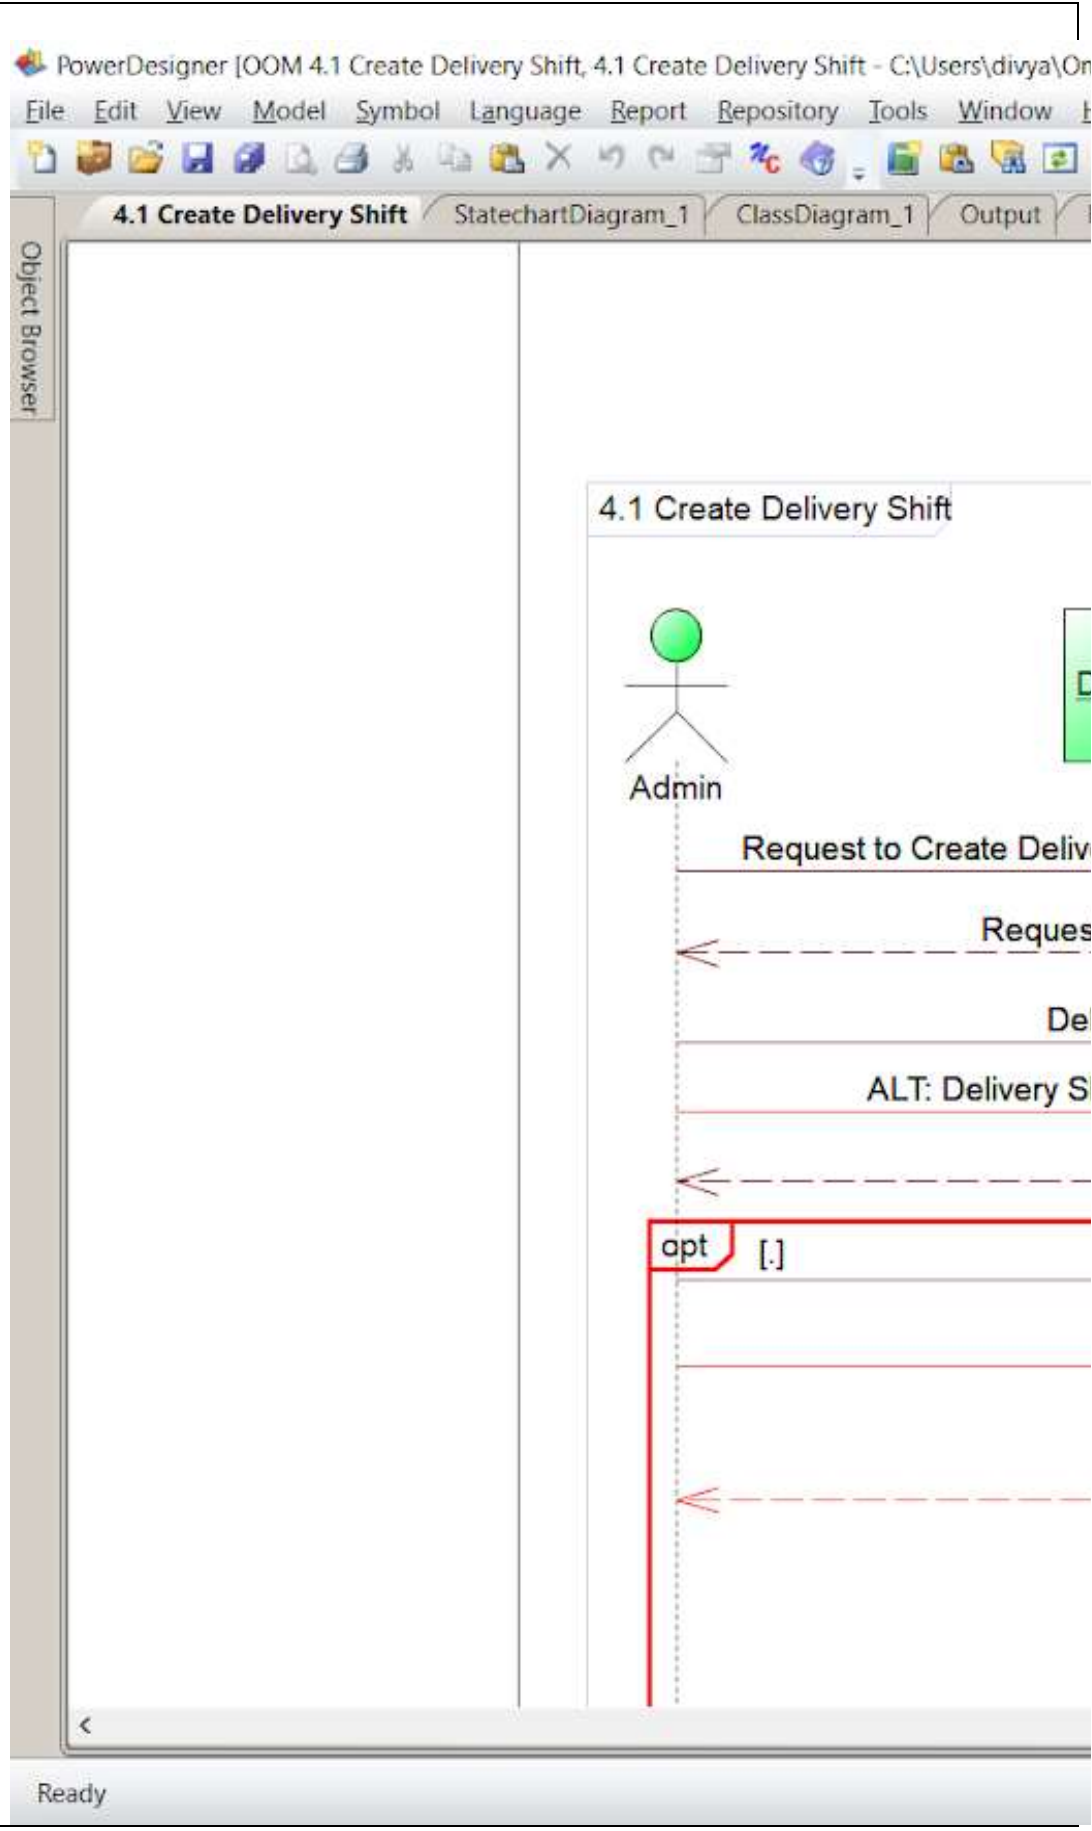 PowerDesigner [OOM 4.1 Create Delivery Shift, 4.1 Create Delivery Shift - C:\Users\divya\On
File Edit View Model Symbol Language Report Repository Tools Window
4.1 Create Delivery Shift StatechartDiagram_1 ClassDiagram_1 Output
Object Browser
4.1 Create Delivery Shift
D
Admin
Request to Create Delive
Reques
Del
ALT: Delivery S
opt [.]
<
Ready